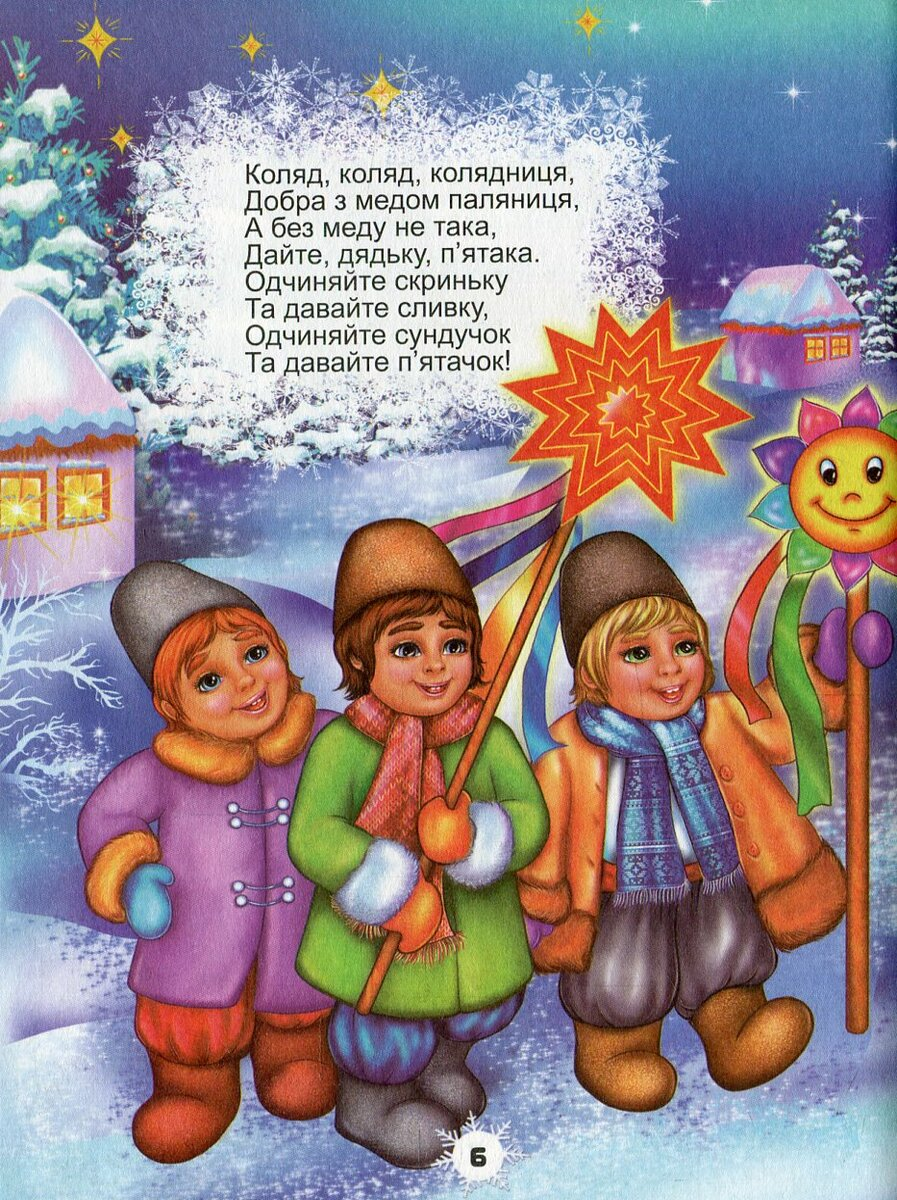 Коляд, коляд, колядниця,
Добра з медом паляниця,
А без меду не така,
Дайте, дядьку, п'ятака.
Одчиняйте скриньку
Та давайте сливку,
Одчиняйте сундучок
Та давайте п'ятачок!
6